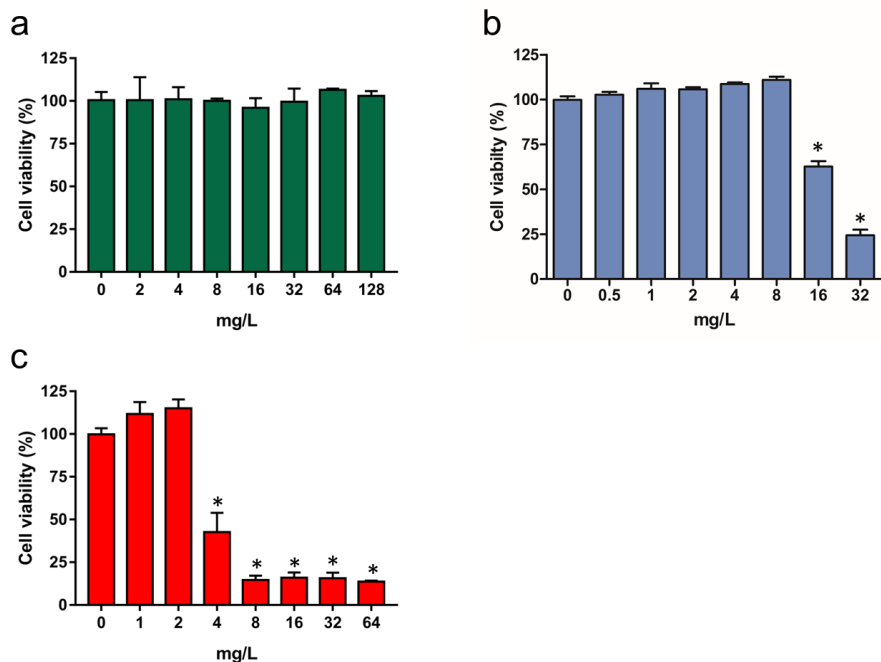 a
125
100
75
50
25
0
Cell viability (%)
0 2 4 8 16 32 64 128
mg/L
b
125
100
75
50
25
0
Cell viabilty (%)
* *
0 0.5 1 2 4 8 16 32
mg/L
c
125
100
75
50
25
0
Cell viability (%)
* * * * *
0 1 2 4 8 16 32 64
mg/L